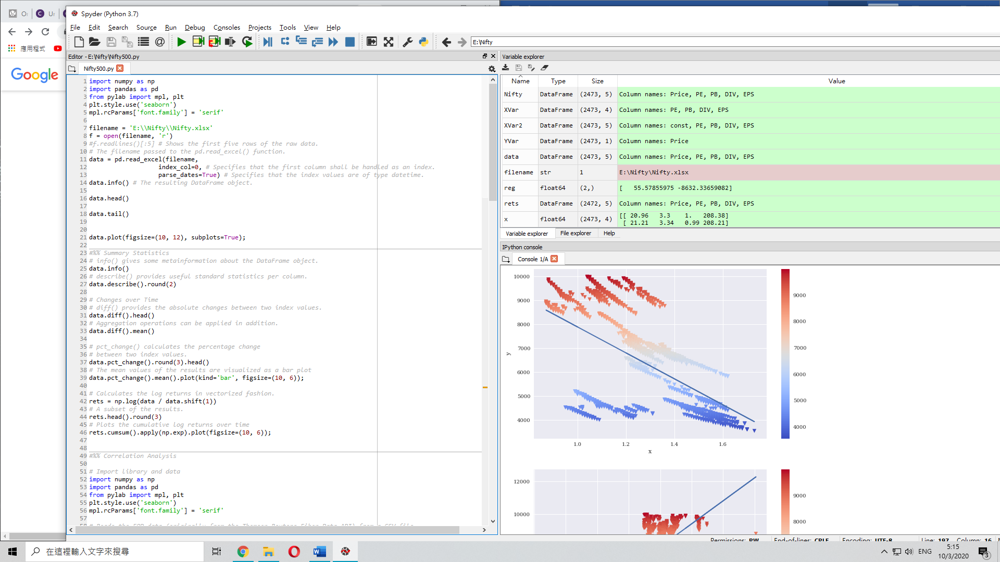 Spyder (Python 3.7)
File Edit Search Source Run Debug Consoles Projects Tools View Help
E:\Nifty
應用程式
Google
Editor - E:\Nifty\Nifty500.py
Nifty500.py
1 import numpy as np
2 import pandas as pd
3 from pylab import mpl, plt
4 plt.style.use('seaborn')
5 mpl.rcParams['font.family'] = 'serif'
6
7 filename = 'E:\\Nifty\\Nifty.xlsx'
8 f = open(filename, 'r')
9 #f.readlines()[:5] # Shows the first five rows of the raw data.
10 # The filename passed to the pd.read_excel() function.
11 data = pd.read_excel(filename,
12 index_col=0, # Specifies that the first column shall be handled as an index.
13 parse_dates=True) # Specifies that the index values are of type datetime.
14 data.info() # The resulting DataFrame object.
15
16 data.head()
17
18 data.tail()
19
20
21 data.plot(figsize=(10, 12), subplots=True);
22
23 #%% Summary Statistics
24 # info() gives some metainformation about the DataFrame object.
25 data.info()
26 # describe() provides useful standard statistics per column.
27 data.describe().round(2)
28
29 # Changes over Time
30 # diff() provides the absolute changes between two index values.
31 data.diff().head()
32 # Aggregation operations can be applied in addition.
33 data.diff().mean()
34
35 # pct_change() calculates the percentage change
36 # between two index values.
37 data.pct_change().round(3).head()
38 # The mean values of the results are visualized as a bar plot
39 data.pct_change().mean().plot(kind='bar', figsize=(10, 6));
40
41 # Calculates the log returns in vectorized fashion.
42 rets = np.log(data / data.shift(1))
43 # A subset of the results.
44 rets.head().round(3)
45 # Plots the cumulative log returns over time
46 rets.cumsum().apply(np.exp).plot(figsize=(10, 6));
47
48
49 #%% Correlation Analysis
50
51 # Import library and data
52 import numpy as np
53 import pandas as pd
54 from pylab import mpl, plt
55 plt.style.use('seaborn')
56 mpl.rcParams['font.family'] = 'serif'
57
Variable explorer
Name Type Size Value
Nifty DataFrame (2473, 5) Column names: Price, PE, PB, DIV, EPS
XVar DataFrame (2473, 4) Column names: PE, PB, DIV, EPS
XVar2 DataFrame (2473, 5) Column names: const, PE, PB, DIV, EPS
YVar DataFrame (2473, 1) Column names: Price
data DataFrame (2473, 5) Column names: Price, PE, PB, DIV, EPS
filename str 1 E:\Nifty\Nifty.xlsx
reg float64 (2,) [ 55.57855975 -8632.33659082]
rets DataFrame (2472, 5) Column names: Price, PE, PB, DIV, EPS
x float64 (2473, 4) [[ 20.96 3.3 1. 208.38]
[ 21.21 3.34 0.99 208.21]
Variable explorer File explorer Help
IPython console
Console 1/A
10000
9000
8000
7000
6000
5000
4000
y
1.0 1.2 1.4 1.6
x
9000
8000
7000
6000
5000
4000
12000
10000
9000
8000
Permissions: RW End-of-lines: CRLF Encoding: UTF-8 Line: 197 Column: 16
在這裡輸入文字來搜尋
ENG
5:15
10/3/2020
3